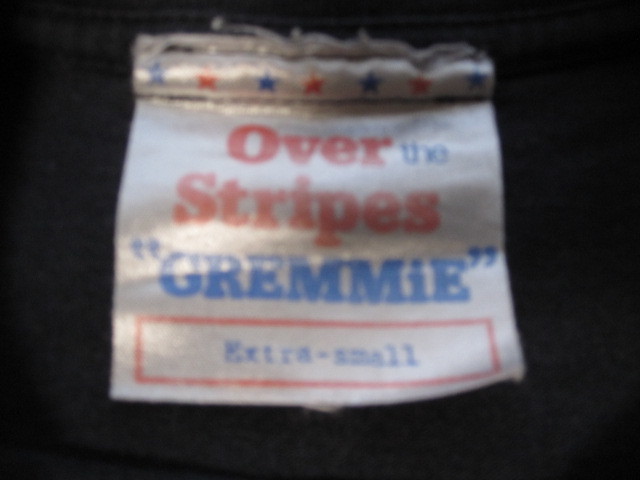 Over the
Stripes
"GREMMiE"
Extra-small